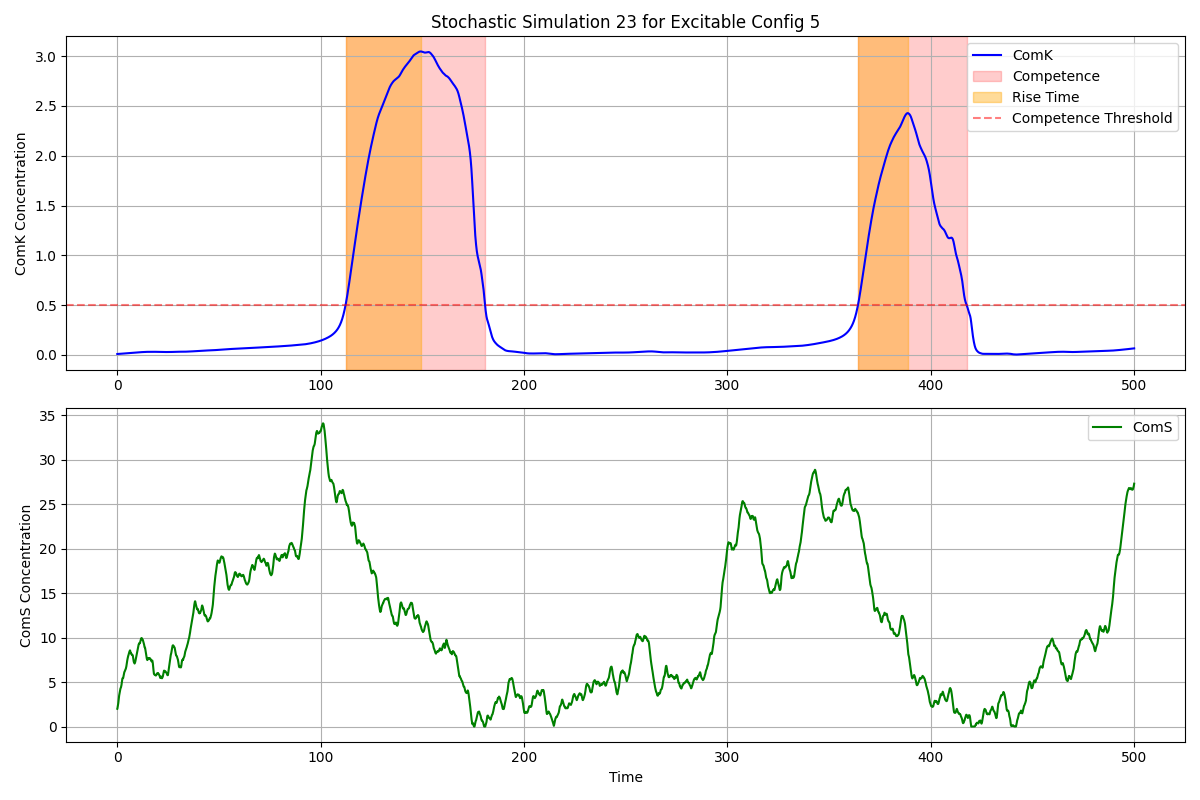 Stochastic Simulation 23 for Excitable Config 5
ComK Concentration
3.0
2.5
2.0
1.5
1.0
0.5
0.0
ComK
Competence
Rise Time
Competence Threshold
0 100 200 300 400 500
ComS Concentration
35
30
25
20
15
10
5
0
ComS
0 100 200 300 400 500
Time